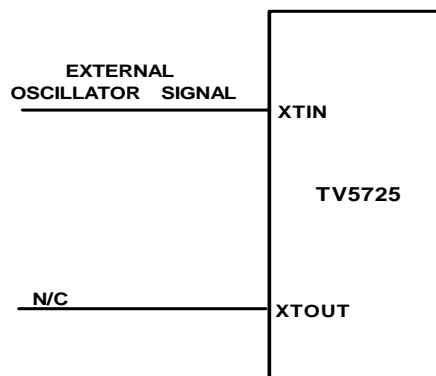 EXTERNAL
OSCILLATOR SIGNAL
XTIN
TV5725
N/C
XTOUT